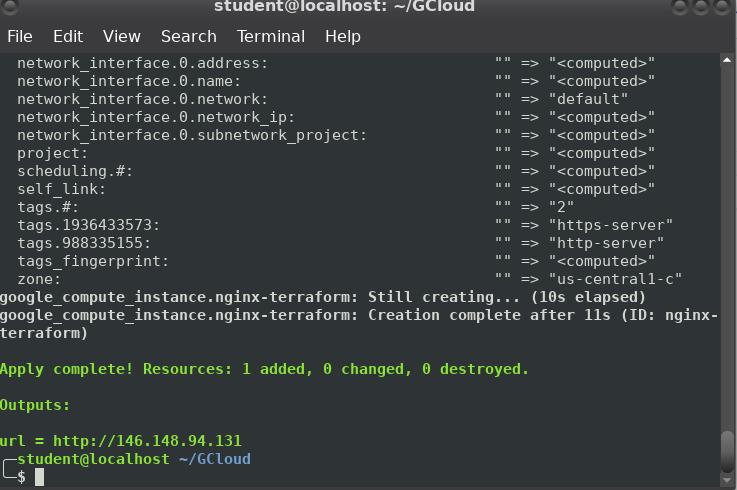 student@localhost: ~/GCloud
File Edit View Search Terminal Help
network_interface.0.address: "" => "<computed>"
network_interface.0.name: "" => "<computed>"
network_interface.0.network: "" => "default"
network_interface.0.network_ip: "" => "<computed>"
network_interface.0.subnetwork_project: "" => "<computed>"
project: "" => "<computed>"
scheduling.#: "" => "<computed>"
self_link: "" => "<computed>"
tags.#: "" => "2"
tags.1936433573: "" => "https-server"
tags.988335155: "" => "http-server"
tags_fingerprint: "" => "<computed>"
zone: "" => "us-central1-c"
google_compute_instance.nginx-terraform: Still creating... (10s elapsed)
google_compute_instance.nginx-terraform: Creation complete after 11s (ID: nginx-
terraform)
Apply complete! Resources: 1 added, 0 changed, 0 destroyed.
Outputs:
url = http://146.148.94.131
student@localhost ~/GCloud
$